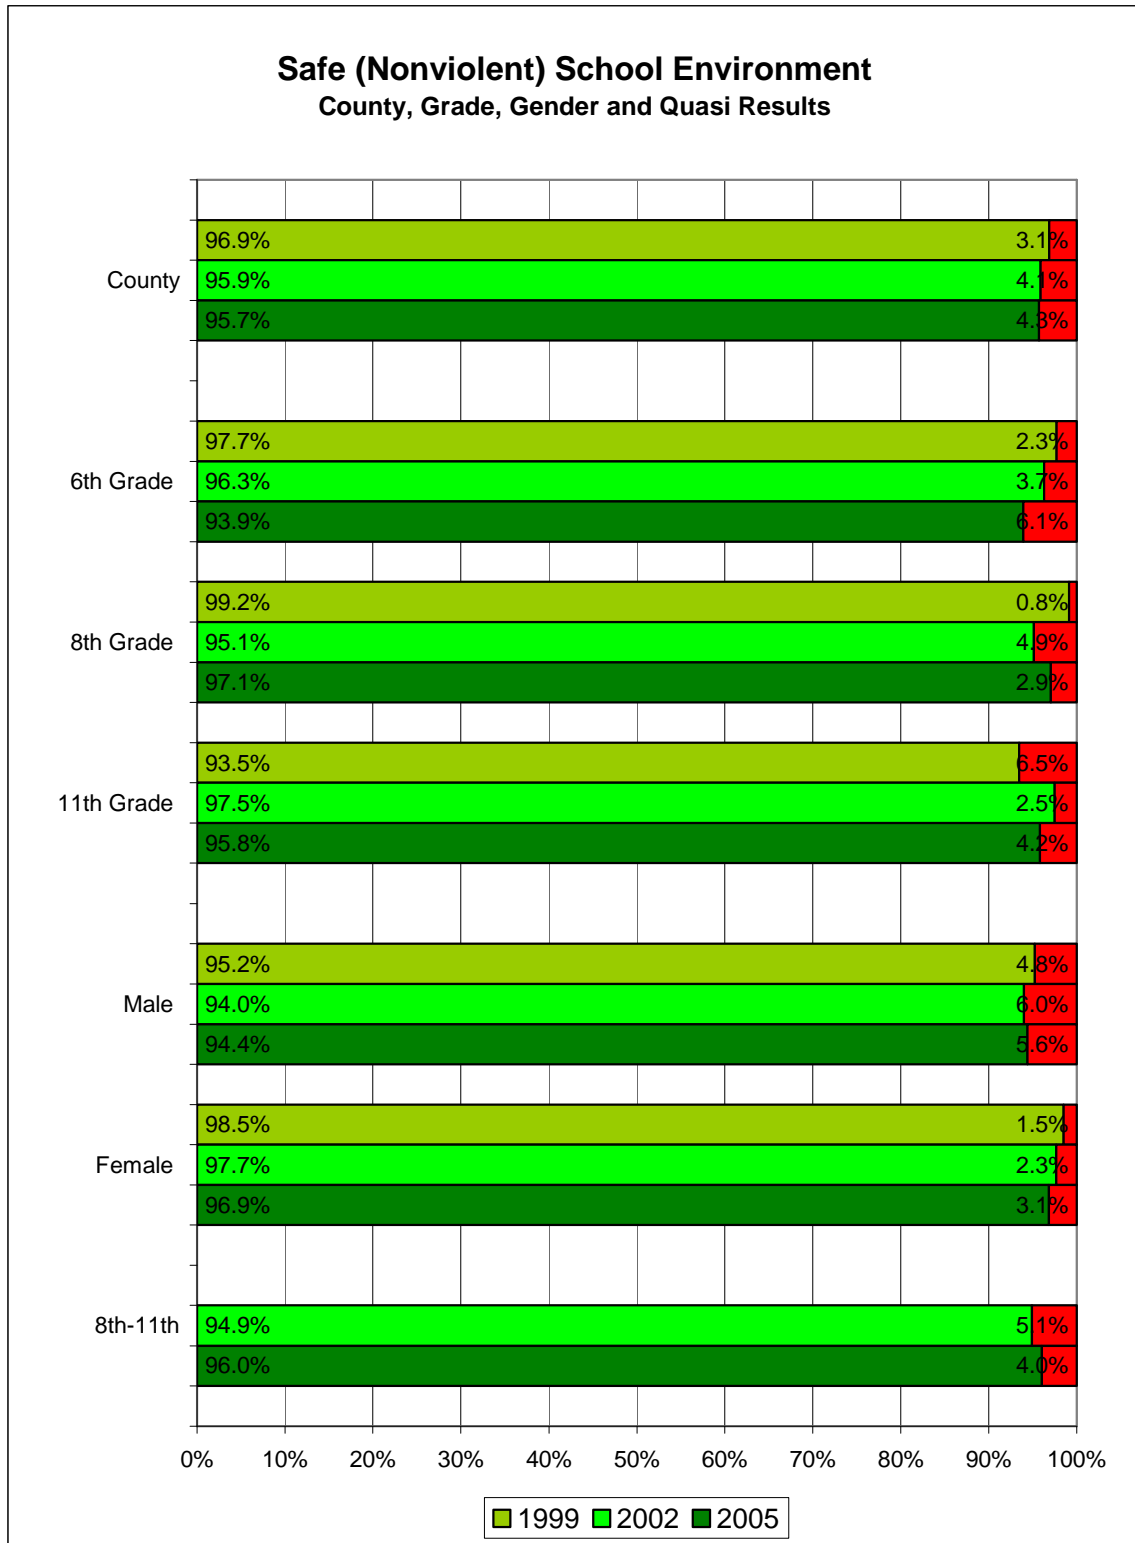 Safe (Nonviolent) School Environment
County, Grade, Gender and Quasi Results
96.9% 3.1%
County 95.9% 4.1%
95.7% 4.3%
97.7% 2.3%
6th Grade 96.3% 3.7%
93.9% 6.1%
99.2% 0.8%
8th Grade 95.1% 4.9%
97.1% 2.9%
93.5% 6.5%
11th Grade 97.5% 2.5%
95.8% 4.2%
95.2% 4.8%
Male 94.0% 6.0%
94.4% 5.6%
98.5% 1.5%
Female 97.7% 2.3%
96.9% 3.1%
8th-11th 94.9% 5.1%
96.0% 4.0%
0% 10% 20% 30% 40% 50% 60% 70% 80% 90% 100%
1999 2002 2005